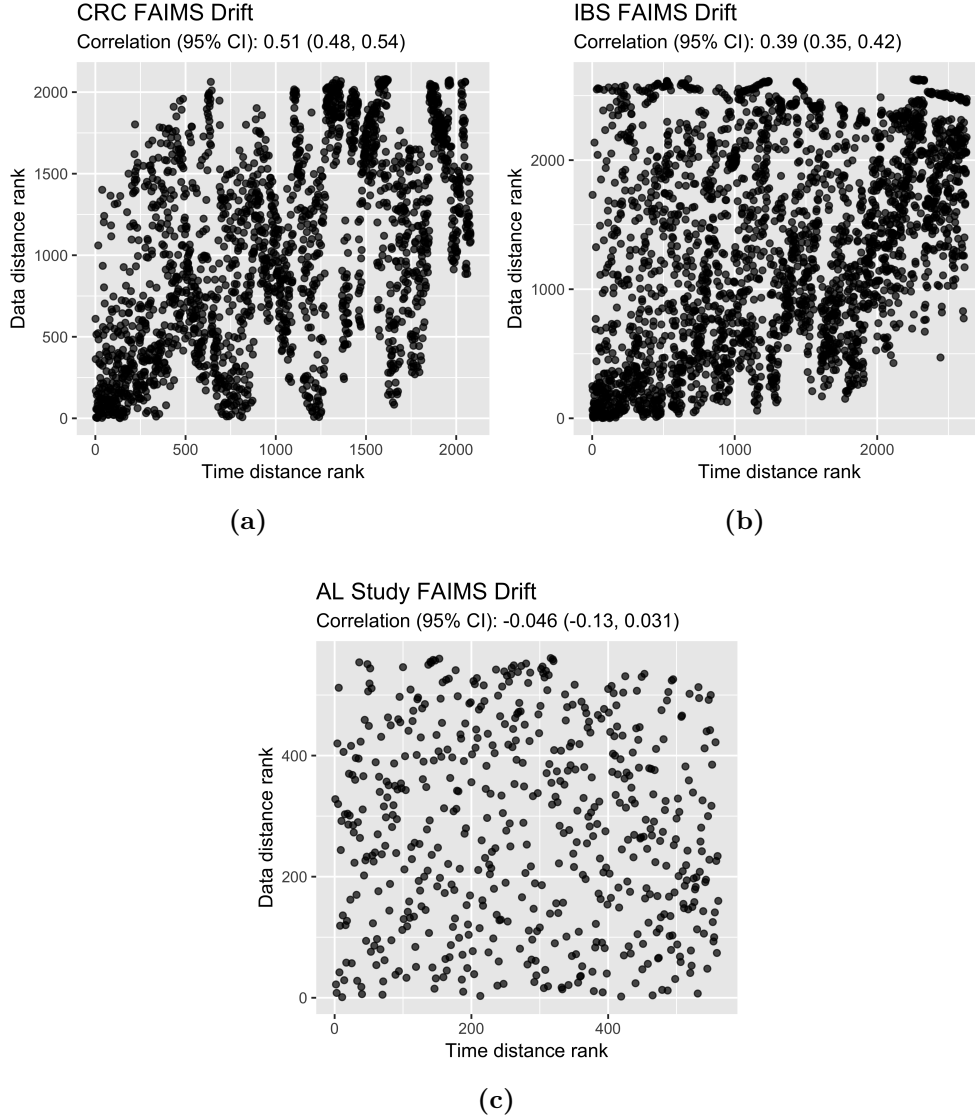 CRC FAIMS Drift
Correlation (95% CI): 0.51 (0.48, 0.54)
2000
1500
1000
500
0
Data distance rank
0 500 1000 1500 2000
Time distance rank
(a)
IBS FAIMS Drift
Correlation (95% CI): 0.39 (0.35, 0.42)
2000
1000
0
Data distance rank
0 1000 2000
Time distance rank
(b)
AL Study FAIMS Drift
Correlation (95% CI): -0.046 (-0.13, 0.031)
400
200
0
Data distance rank
0 200 400
Time distance rank
(c)